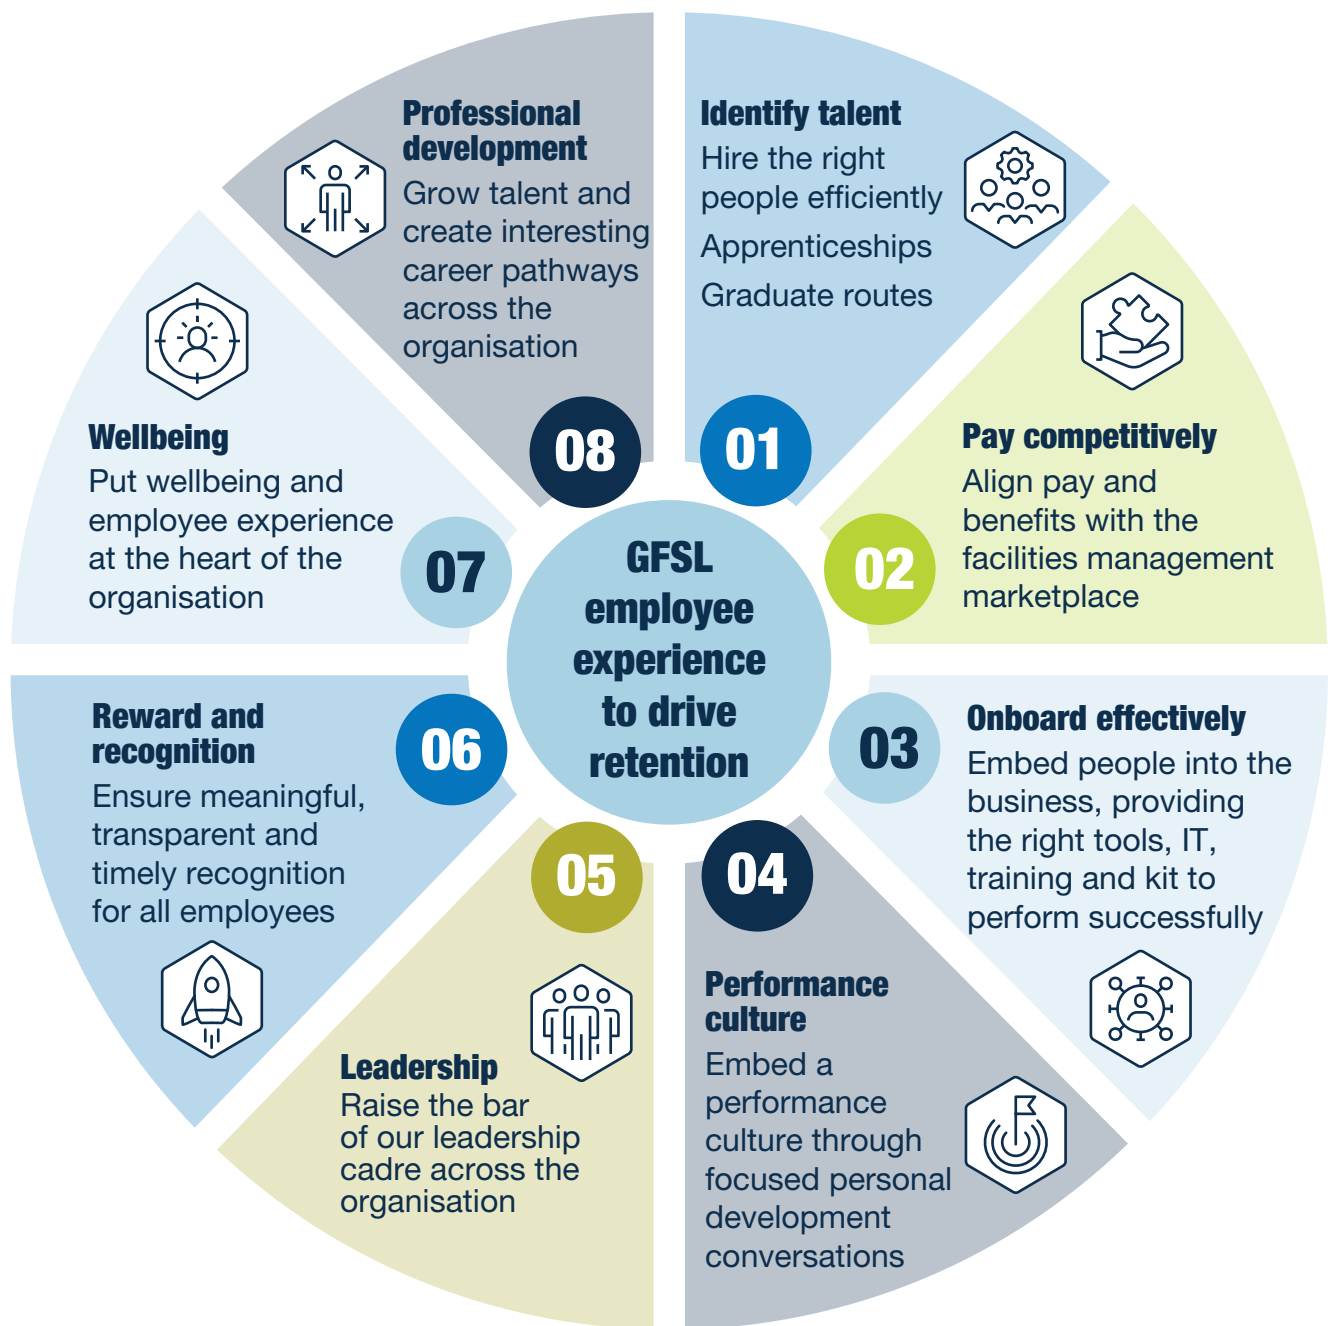 GFSL
employee
experience
to drive
retention
01
Identify talent
Hire the right
people efficiently
Apprenticeships
Graduate routes
02
Pay competitively
Align pay and
benefits with the
facilities management
marketplace
03
Onboard effectively
Embed people into the
business, providing
the right tools, IT,
training and kit to
perform successfully
04
Performance
culture
Embed a
performance
culture through
focused personal
development
conversations
05
Leadership
Raise the bar
of our leadership
cadre across the
organisation
06
Reward and
recognition
Ensure meaningful,
transparent and
timely recognition
for all employees
07
Wellbeing
Put wellbeing and
employee experience
at the heart of the
organisation
08
Professional
development
Grow talent and
create interesting
career pathways
across the
organisation